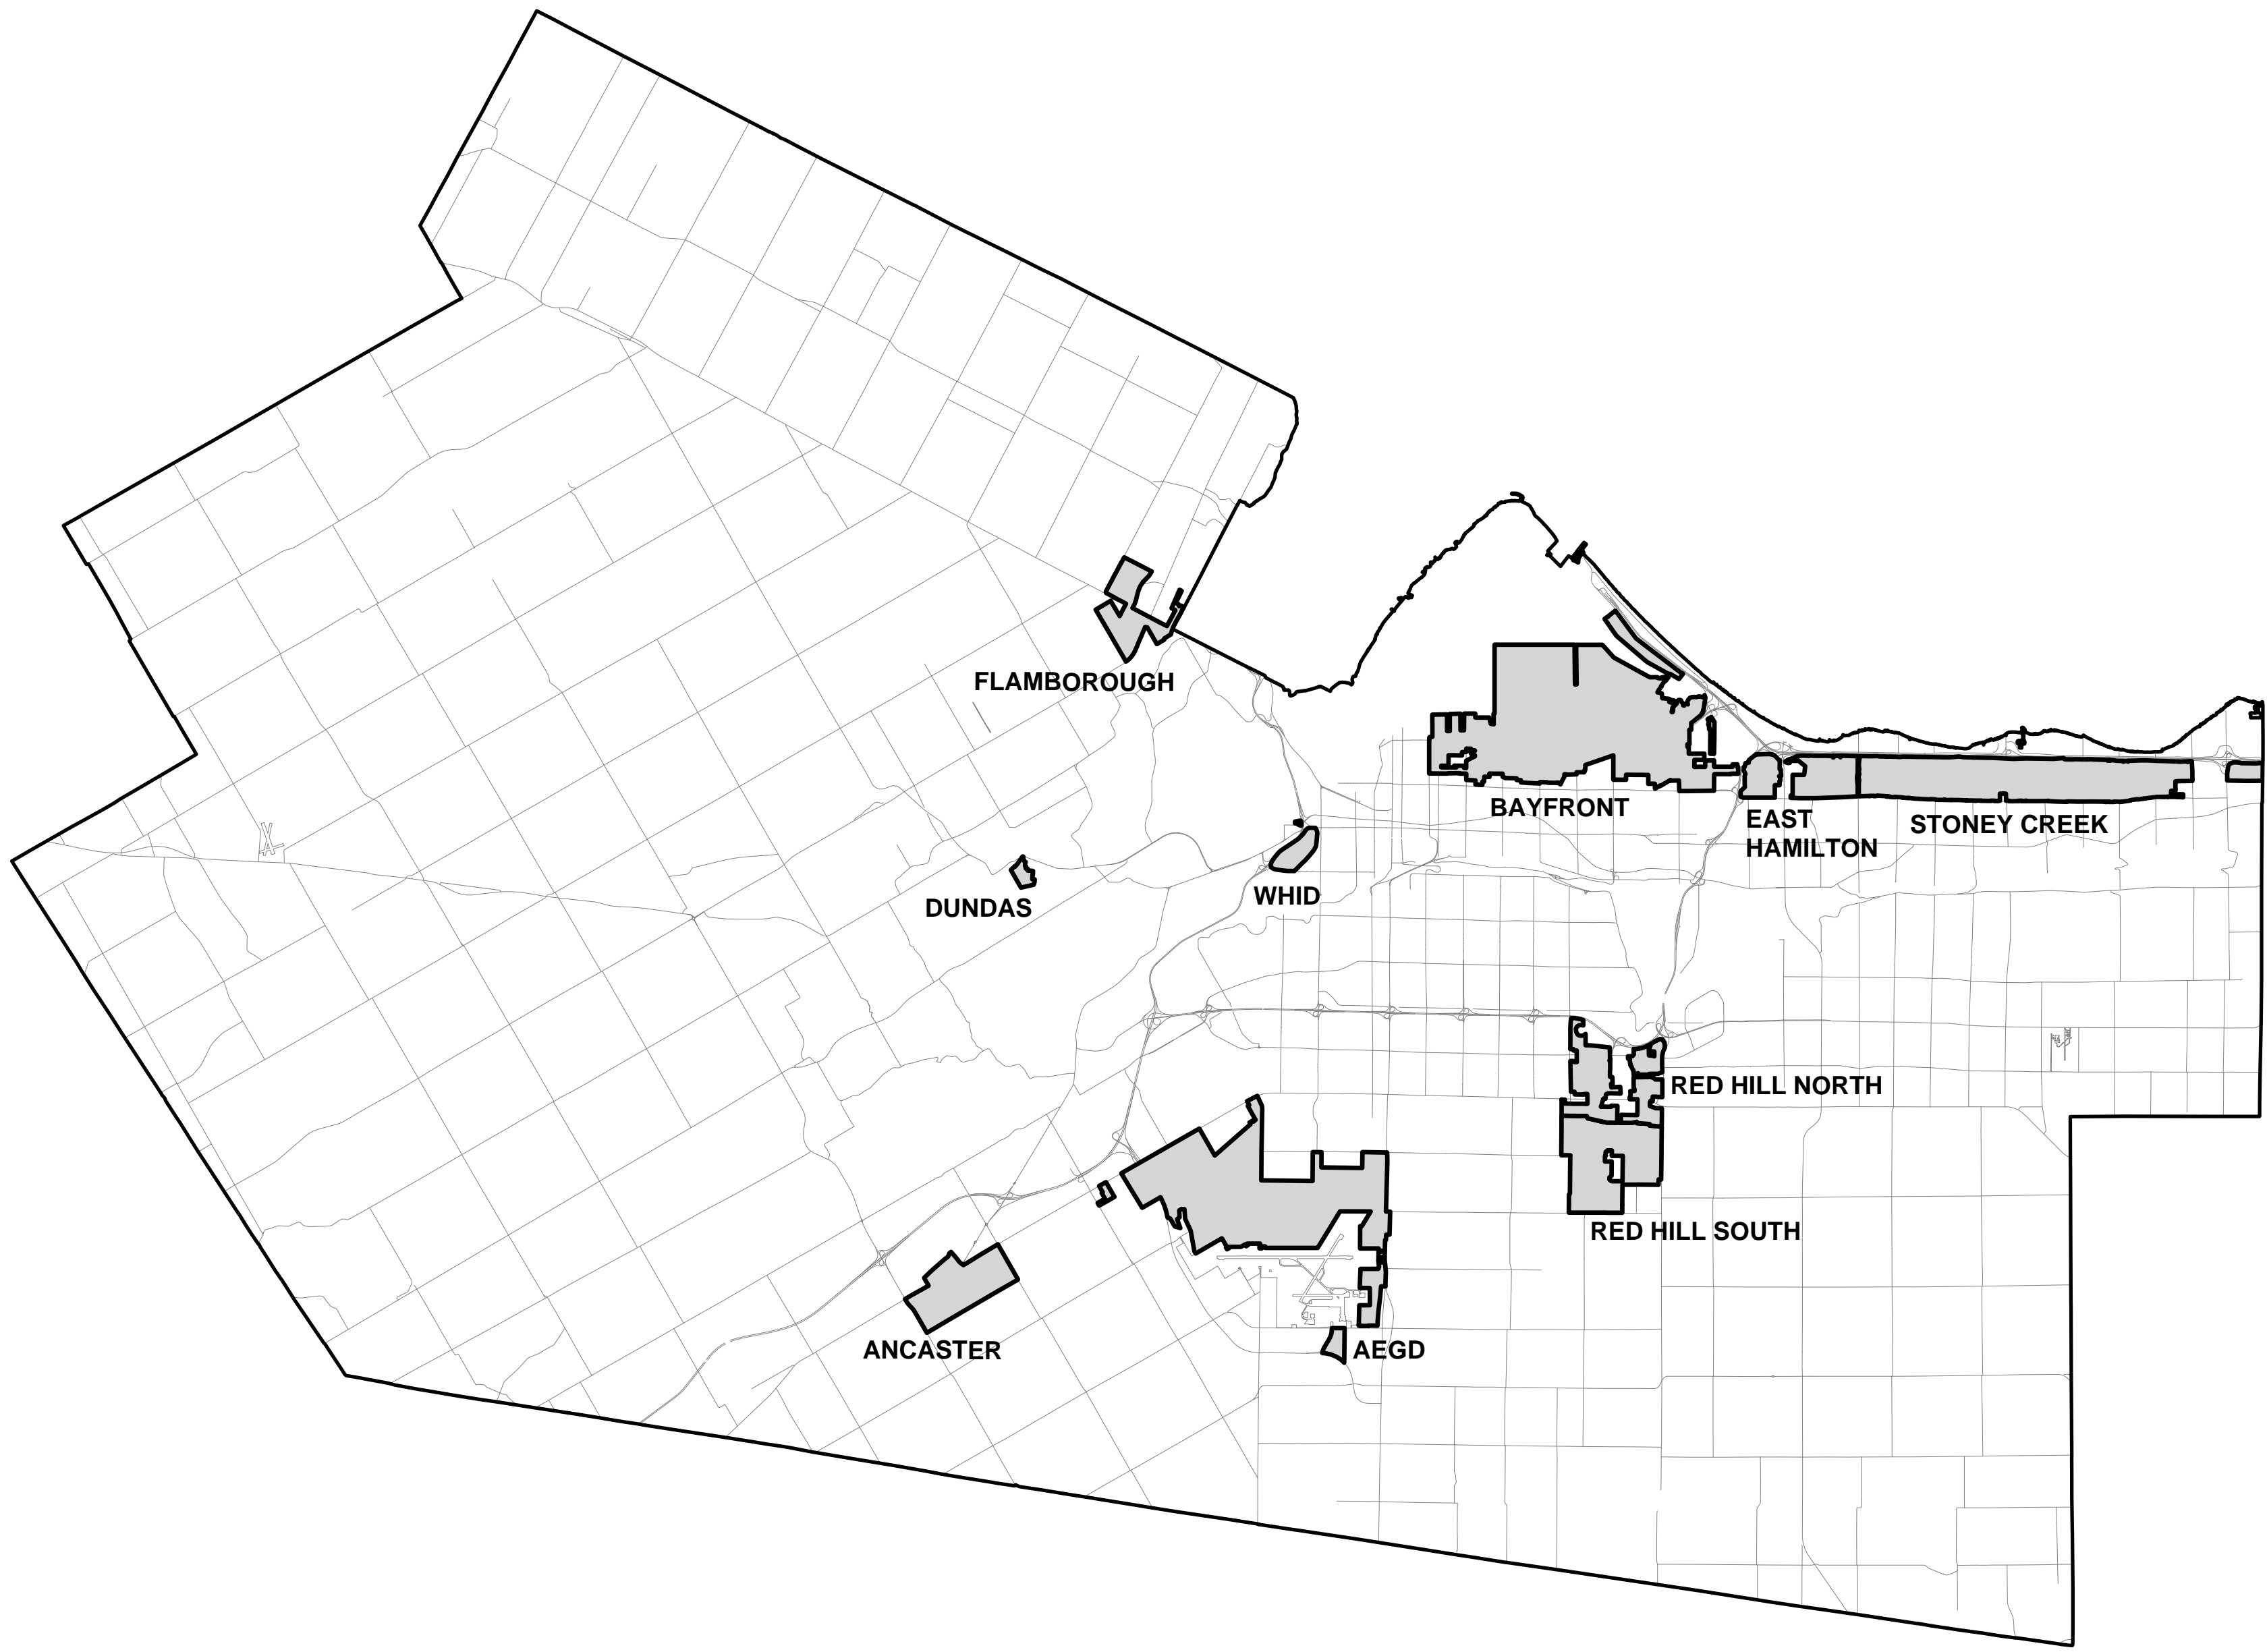 FLAMBOROUGH
BAYFRONT
EAST
HAMILTON
STONEY CREEK
DUNDAS
WHID
RED HILL NORTH
RED HILL SOUTH
ANCASTER
AEGD